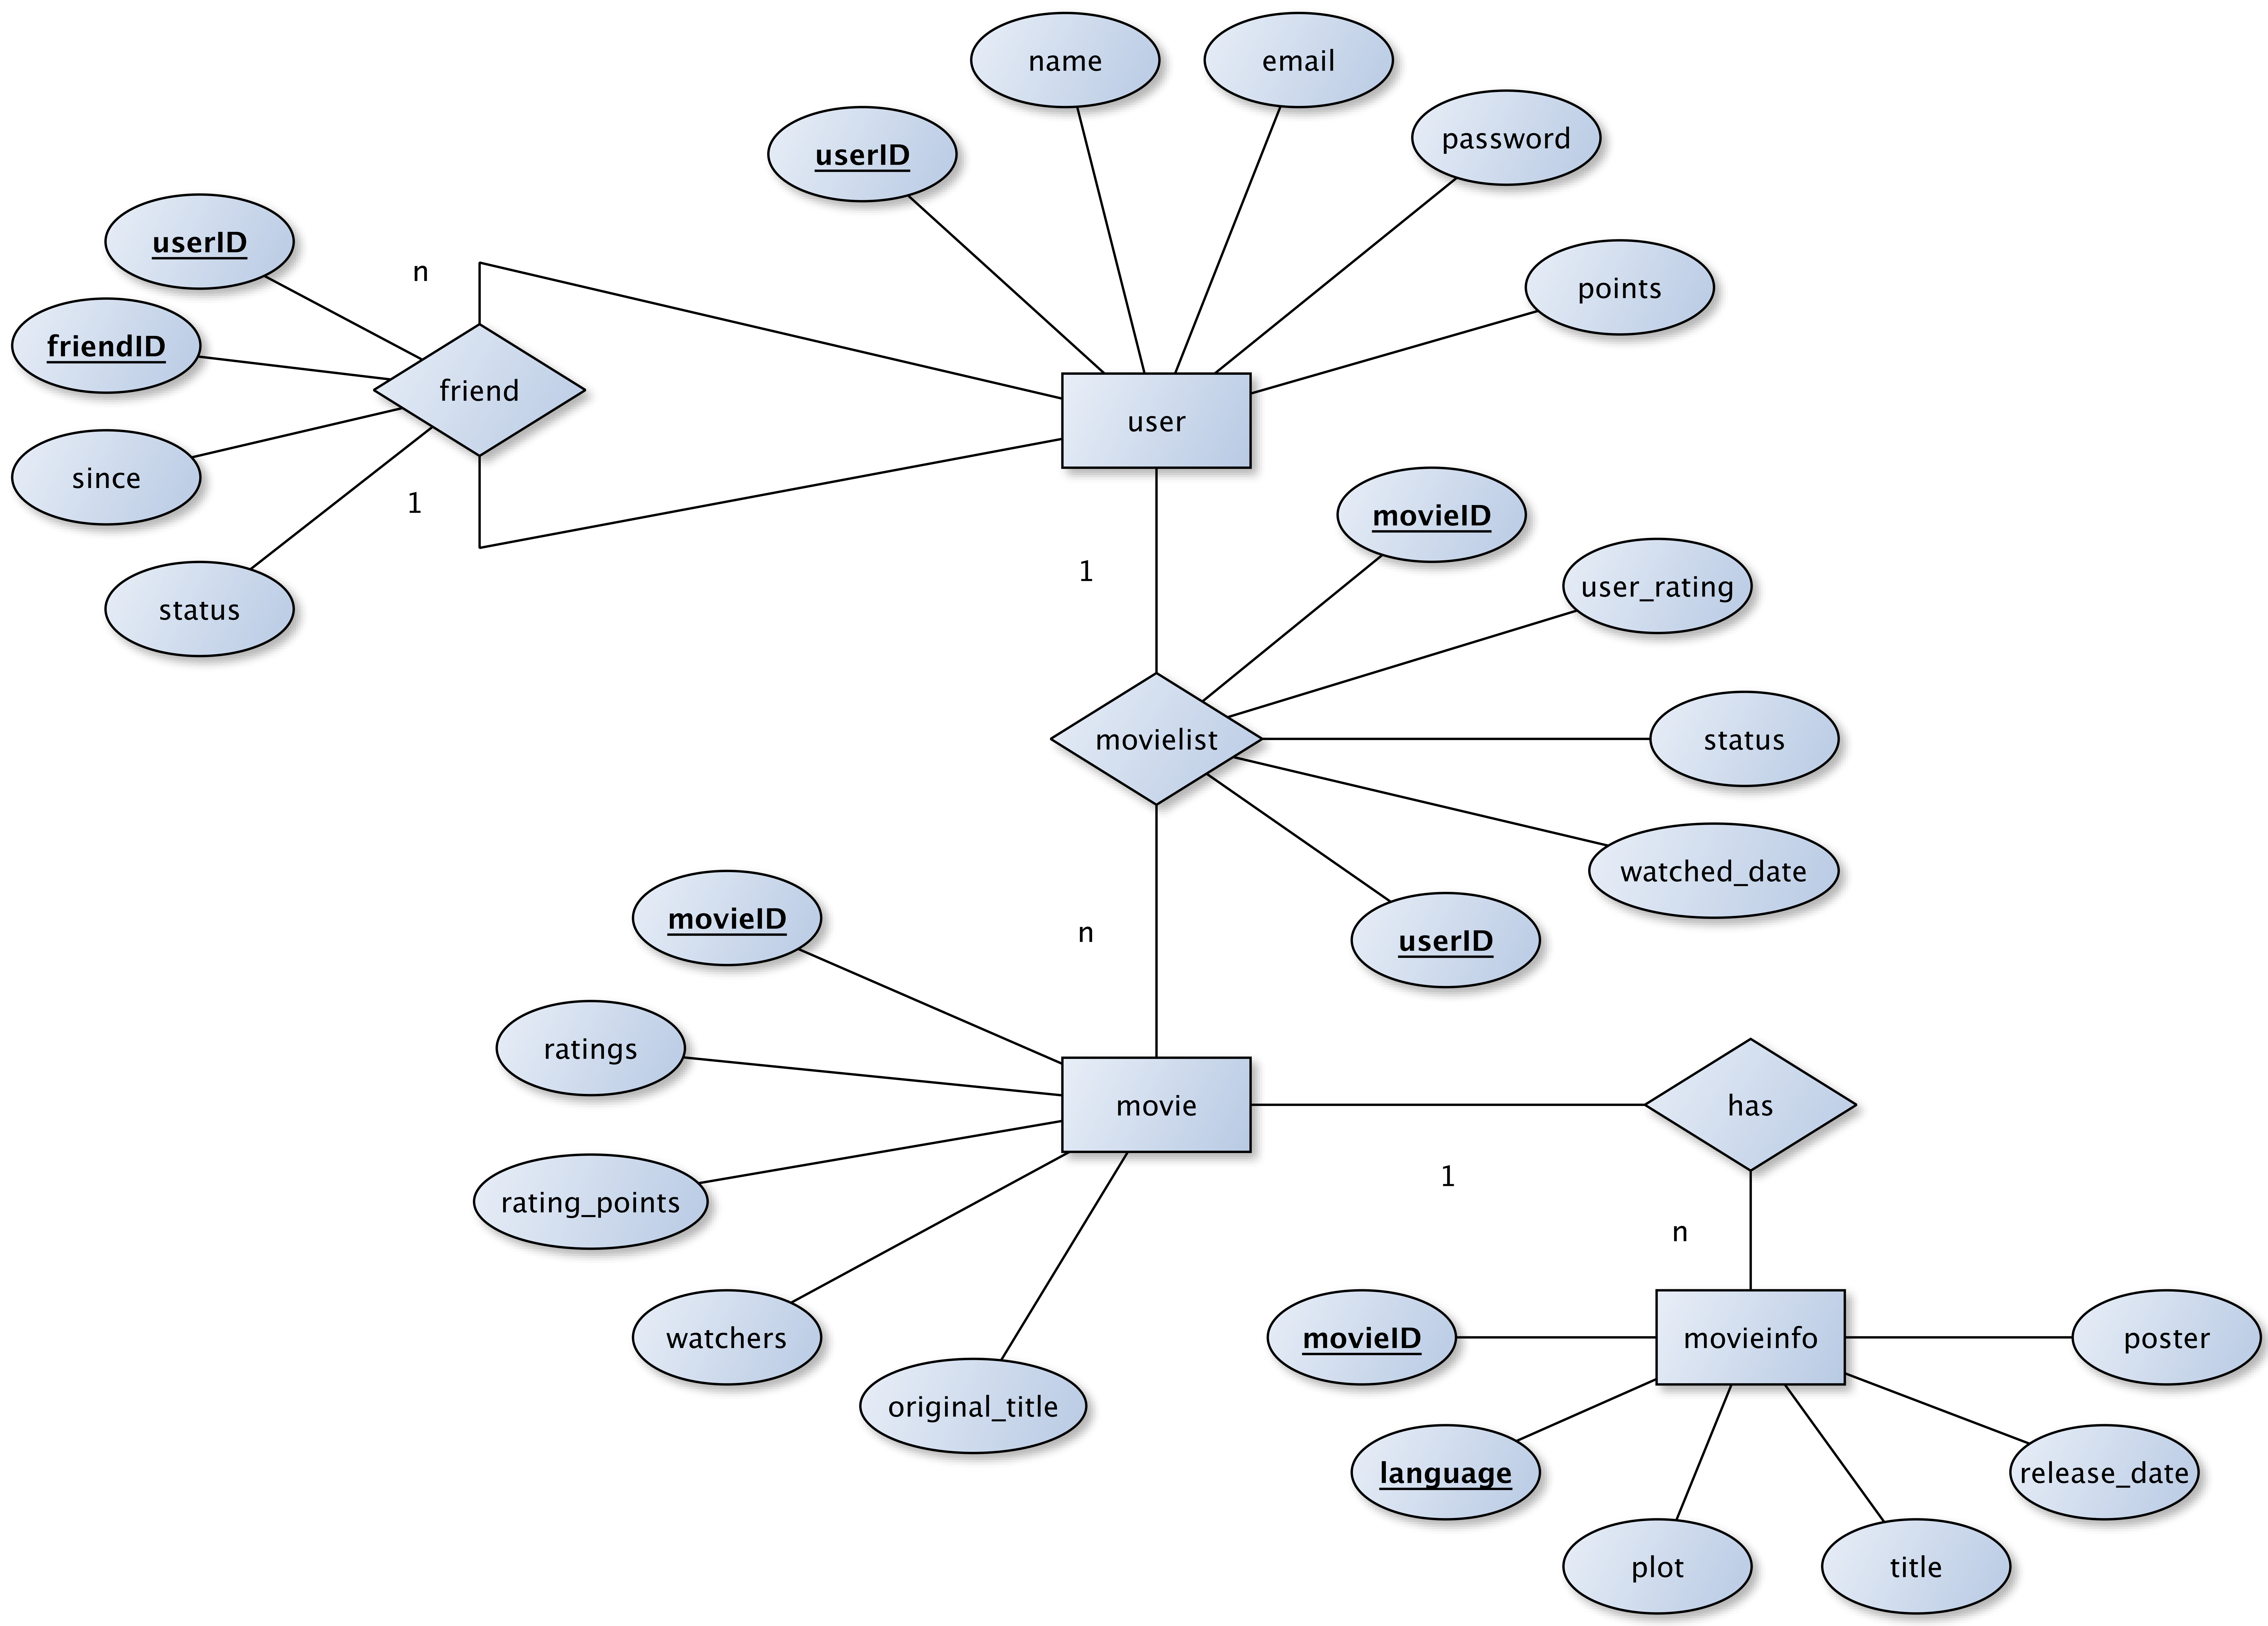 name
email
password
userID
userID
n
points
friendID
friend
user
since
1
movieID
status
1
user_rating
movielist
status
watched_date
movieID
n
userID
ratings
movie
has
rating_points
1
n
watchers
original_title
movieID
movieinfo
poster
language
release_date
plot
title